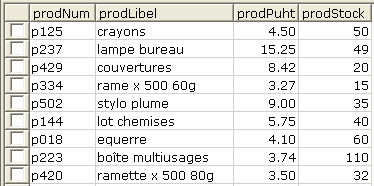 prodNum prodLibel prodPuht prodStock
p125 crayons 4.50 50
p237 lampe bureau 15.25 49
p429 couvertures 8.42 20
p334 rame x 500 60g 3.27 15
p502 stylo plume 9.00 35
p144 lot chemises 5.75 40
p018 equerre 4.10 60
p223 boîte multiusages 3.74 110
p420 ramette x 500 80g 3.50 32